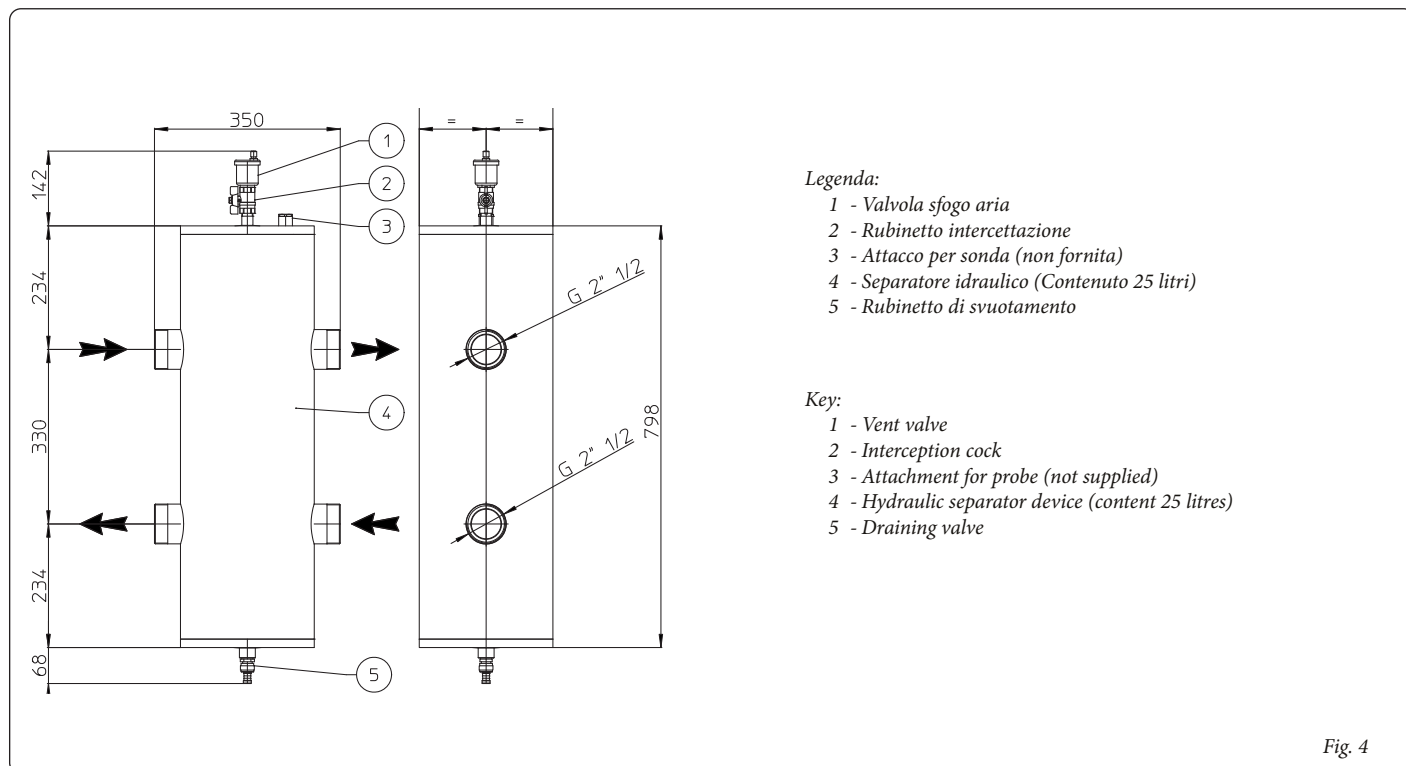 350
=
=
1
142
2
3
234
G 2" 1/2
330
4
798
G 2" 1/2
234
68
5
Legenda:
1 - Valvola sfogo aria
2 - Rubinetto intercettazione
3 - Attacco per sonda (non fornita)
4 - Separatore idraulico (Contenuto 25 litri)
5 - Rubinetto di svuotamento
Key:
1 - Vent valve
2 - Interception cock
3 - Attachment for probe (not supplied)
4 - Hydraulic separator device (content 25 litres)
5 - Draining valve
Fig. 4